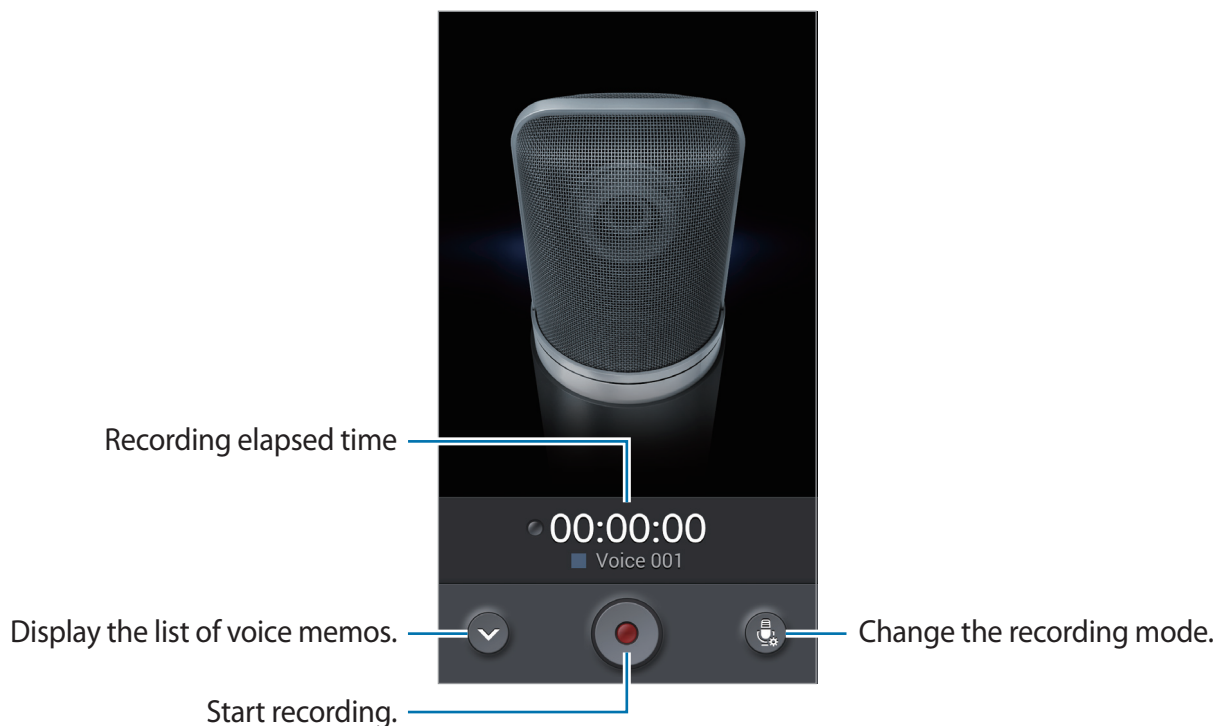 Recording elapsed time
00:00:00
Voice 001
Display the list of voice memos.
Change the recording mode.
Start recording.